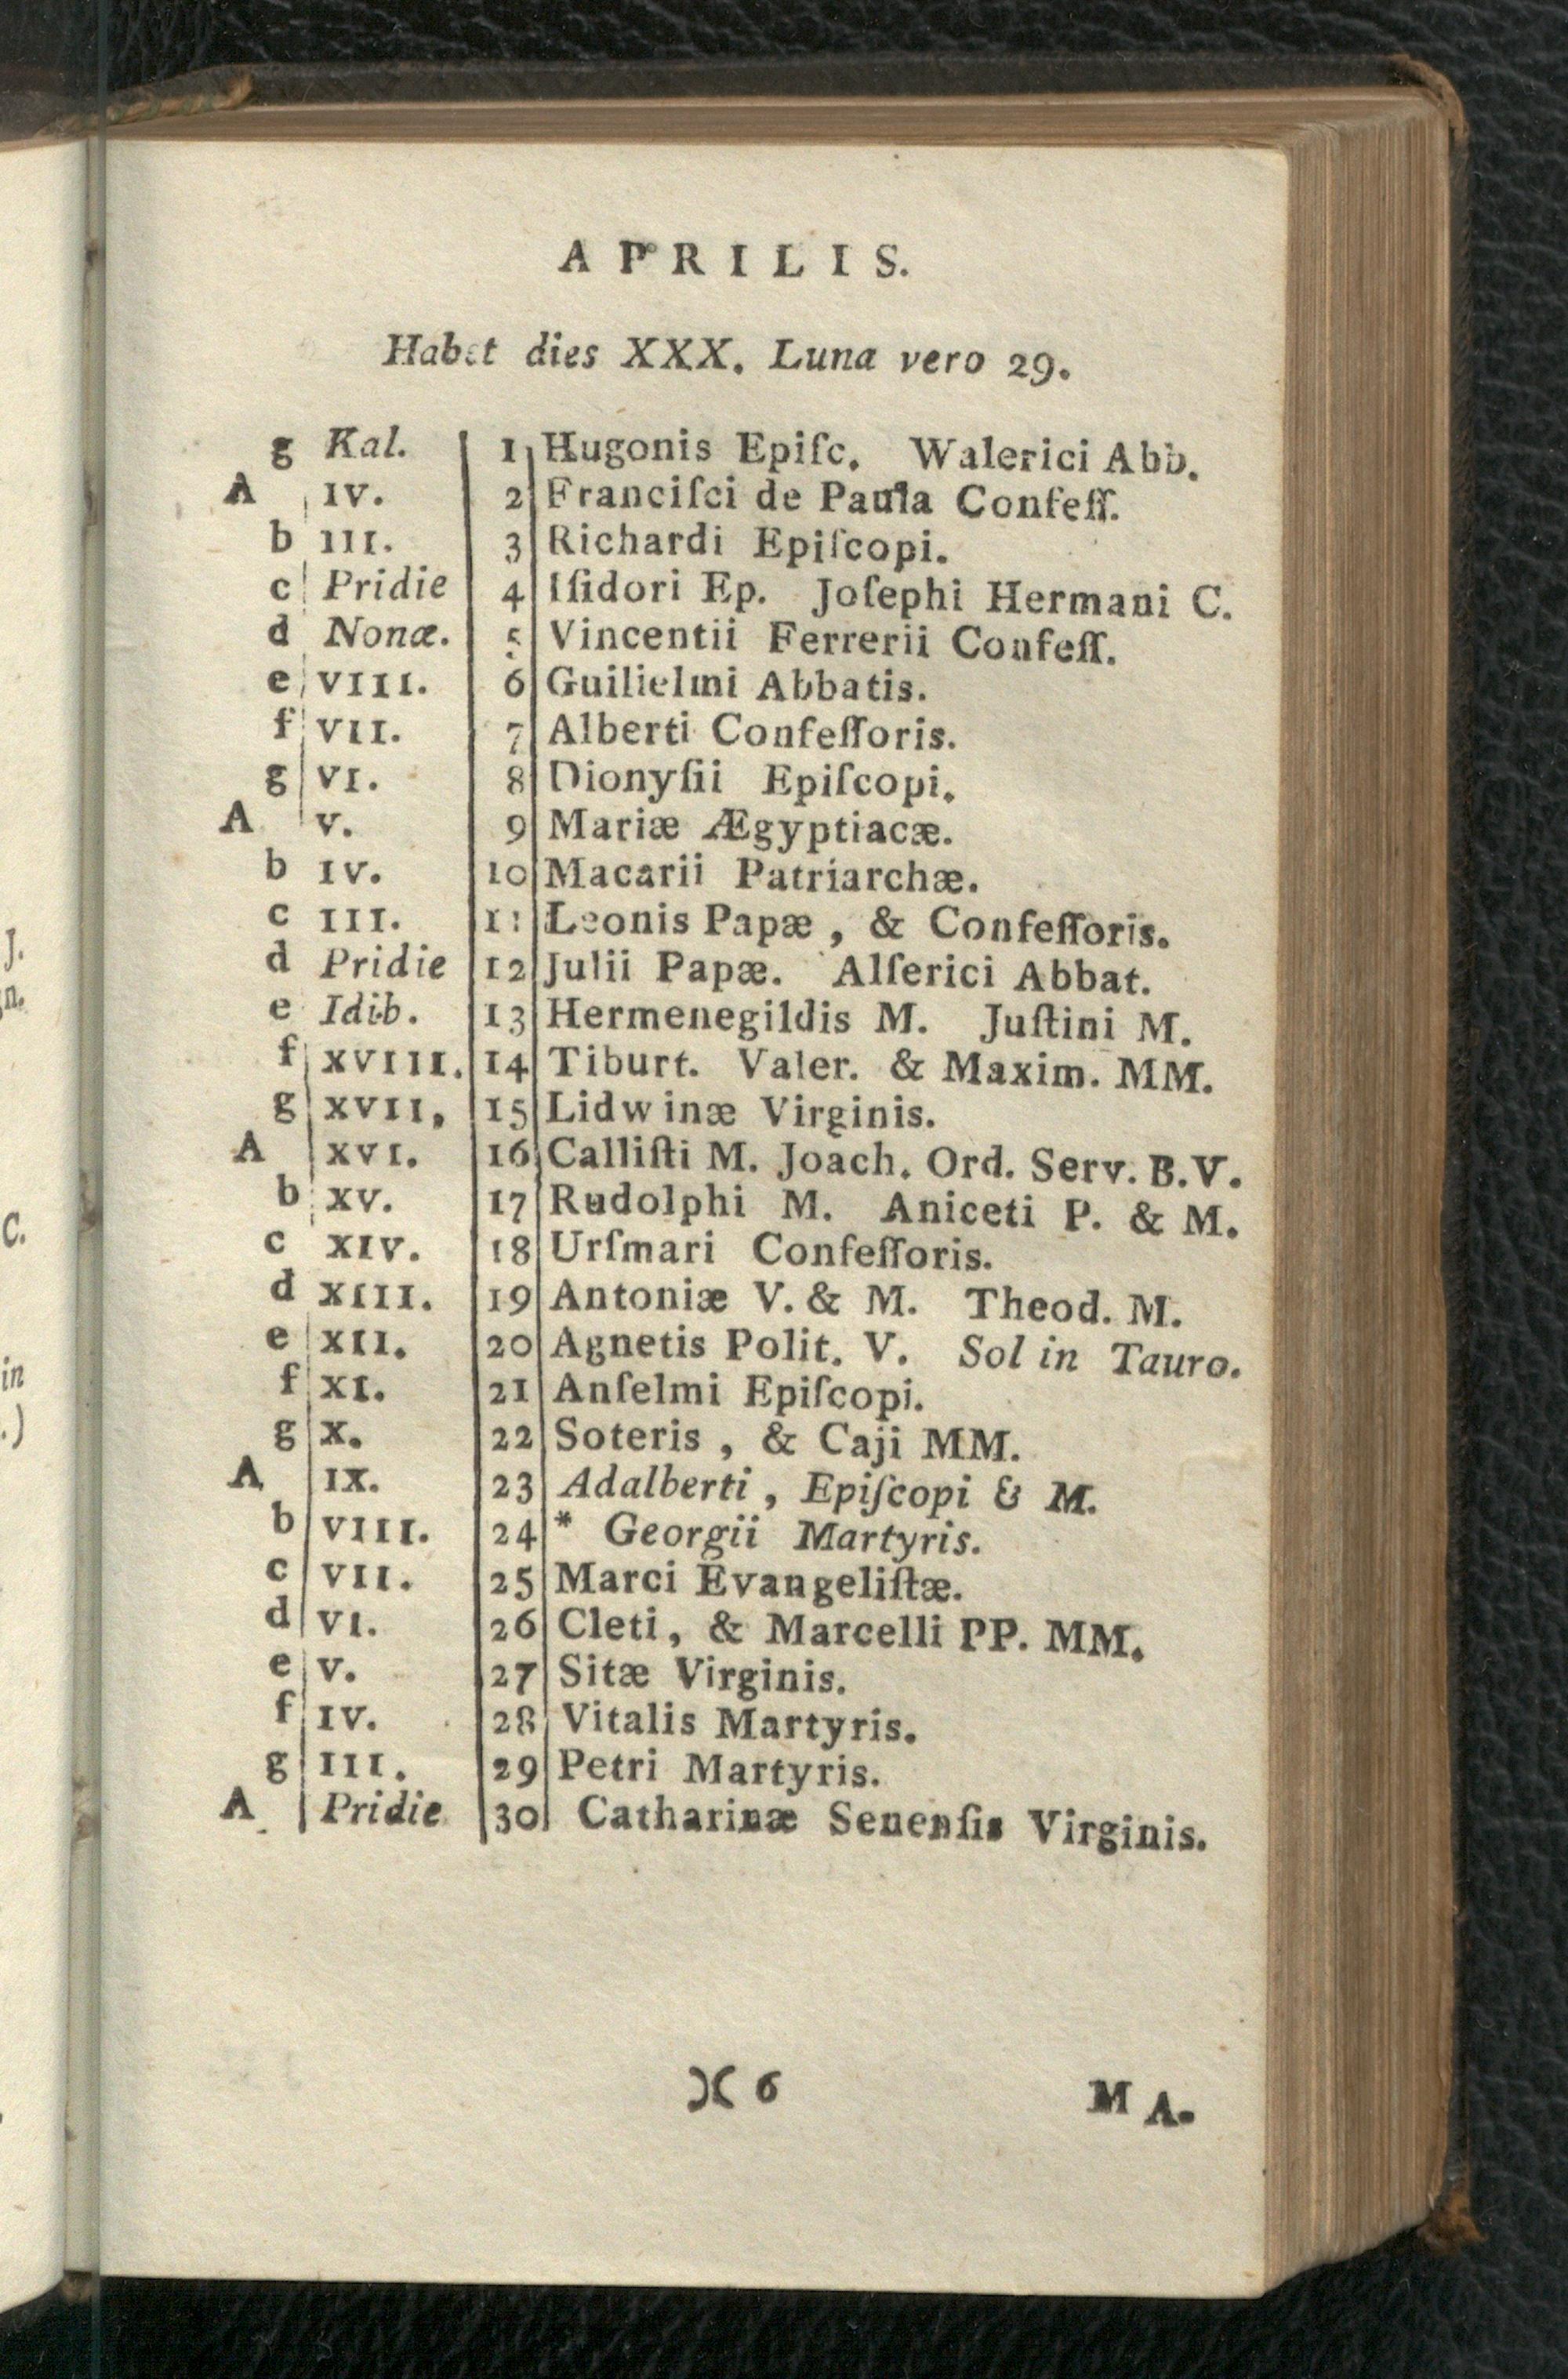 APRILIS.
Habet dies XXX. Luna vero 29.
g Kal. 1 Hugonis Epiſc. Walerici Abb.
A IV. 2 Franciſci de Paula Confeſſ.
b III. 3 Richardi Epiſcopi.
c Pridie 4 Iſidori Ep. Joſephi Hermani C.
d Nonæ. 5 Vincentii Ferrerii Confeſſ.
e VIII. 6 Guilielmi Abbatis.
f VII. 7 Alberti Confeſſoris.
g VI. 8 Dionyſii Epiſcopi.
A V. 9 Mariæ Ægyptiacæ.
b IV. 10 Macarii Patriarchæ.
c III. 11 Leonis Papæ, & Confeſſoris.
d Pridie 12 Julii Papæ. Alferici Abbat.
e Idib. 13 Hermenegildis M. Juſtini M.
f XVIII. 14 Tiburt. Valer. & Maxim. MM.
g XVII, 15 Lidwinæ Virginis.
A XVI. 16 Calliſti M. Joach. Ord. Serv. B.V.
b XV. 17 Rudolphi M. Aniceti P. & M.
c XIV. 18 Urſmari Confeſſoris.
d XIII. 19 Antoniæ V. & M. Theod. M.
e XII. 20 Agnetis Polit. V. Sol in Tauro.
f XI. 21 Anſelmi Epiſcopi.
g X. 22 Soteris, & Caji MM.
A IX. 23 Adalberti, Epiſcopi & M.
b VIII. 24 * Georgii Martyris.
c VII. 25 Marci Evangeliſtæ.
d VI. 26 Cleti, & Marcelli PP. MM.
e V. 27 Sitæ Virginis.
f IV. 28 Vitalis Martyris.
g III. 29 Petri Martyris.
A Pridie 30 Catharinæ Senenſis Virginis.
)( 6 MA.
J.
n.
C.
in
.)